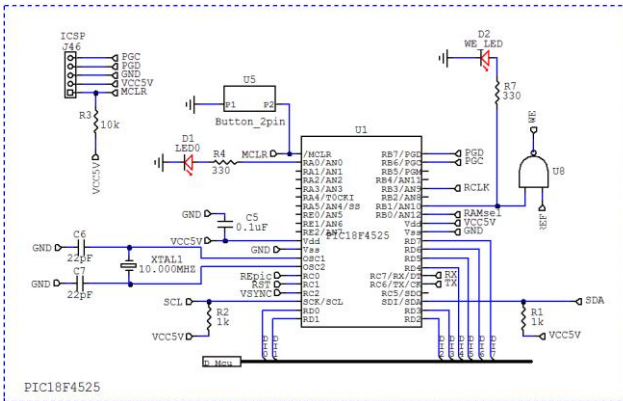 ICSP
J46
PGC
PGD
GND
VCC5V
MCLR
R3
10k
VCC5V
U5
P1 P2
Button_2pin
D2
WE_LED
R7
330
WE
U8
REF
D1
LED0
R4
330
MCLR
U1
PIC18F4525
/MCLR
RA0/AN0
RA1/AN1
RA2/AN2
RA3/AN3
RA4/T0CKI
RA5/AN4/SS
RE0/AN5
RE1/AN6
RE2/AN7
Vdd
Vss
OSC1
OSC2
RC0
RC1
RC2
SCK/SCL
RD0
RD1
RB7/PGD
RB6/PGC
RB5/PGM
RB4/AN11
RB3/AN9
RB2/AN8
RB1/AN10
RB0/AN12
Vdd
Vss
RD7
RD6
RD5
RD4
RC7/RX/DT
RC6/TX/CK
RC5/SDO
SDI/SDA
RD3
RD2
PGD
PGC
RCLK
RAMsel
VCC5V
GND
RX
TX
GND
C5
0.1uF
VCC5V
GND
GND
C6
22pF
XTAL1
10.000MHZ
GND
C7
22pF
REpic
RST
VSYNC
SCL
R2
1k
VCC5V
SDA
R1
1k
VCC5V
D_Mcu
PIC18F4525